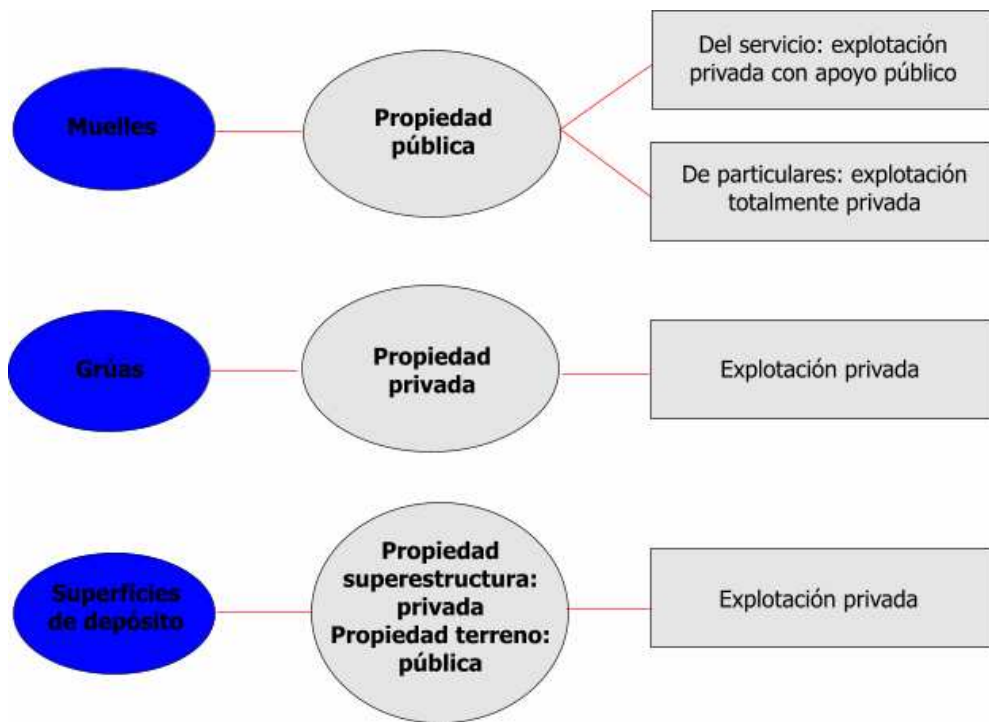 Muelles
Propiedad
pública
Del servicio: explotación
privada con apoyo público
De particulares: explotación
totalmente privada
Grúas
Propiedad
privada
Explotación privada
Superficies
de depósito
Propiedad
superestructura:
privada
Propiedad terreno:
pública
Explotación privada